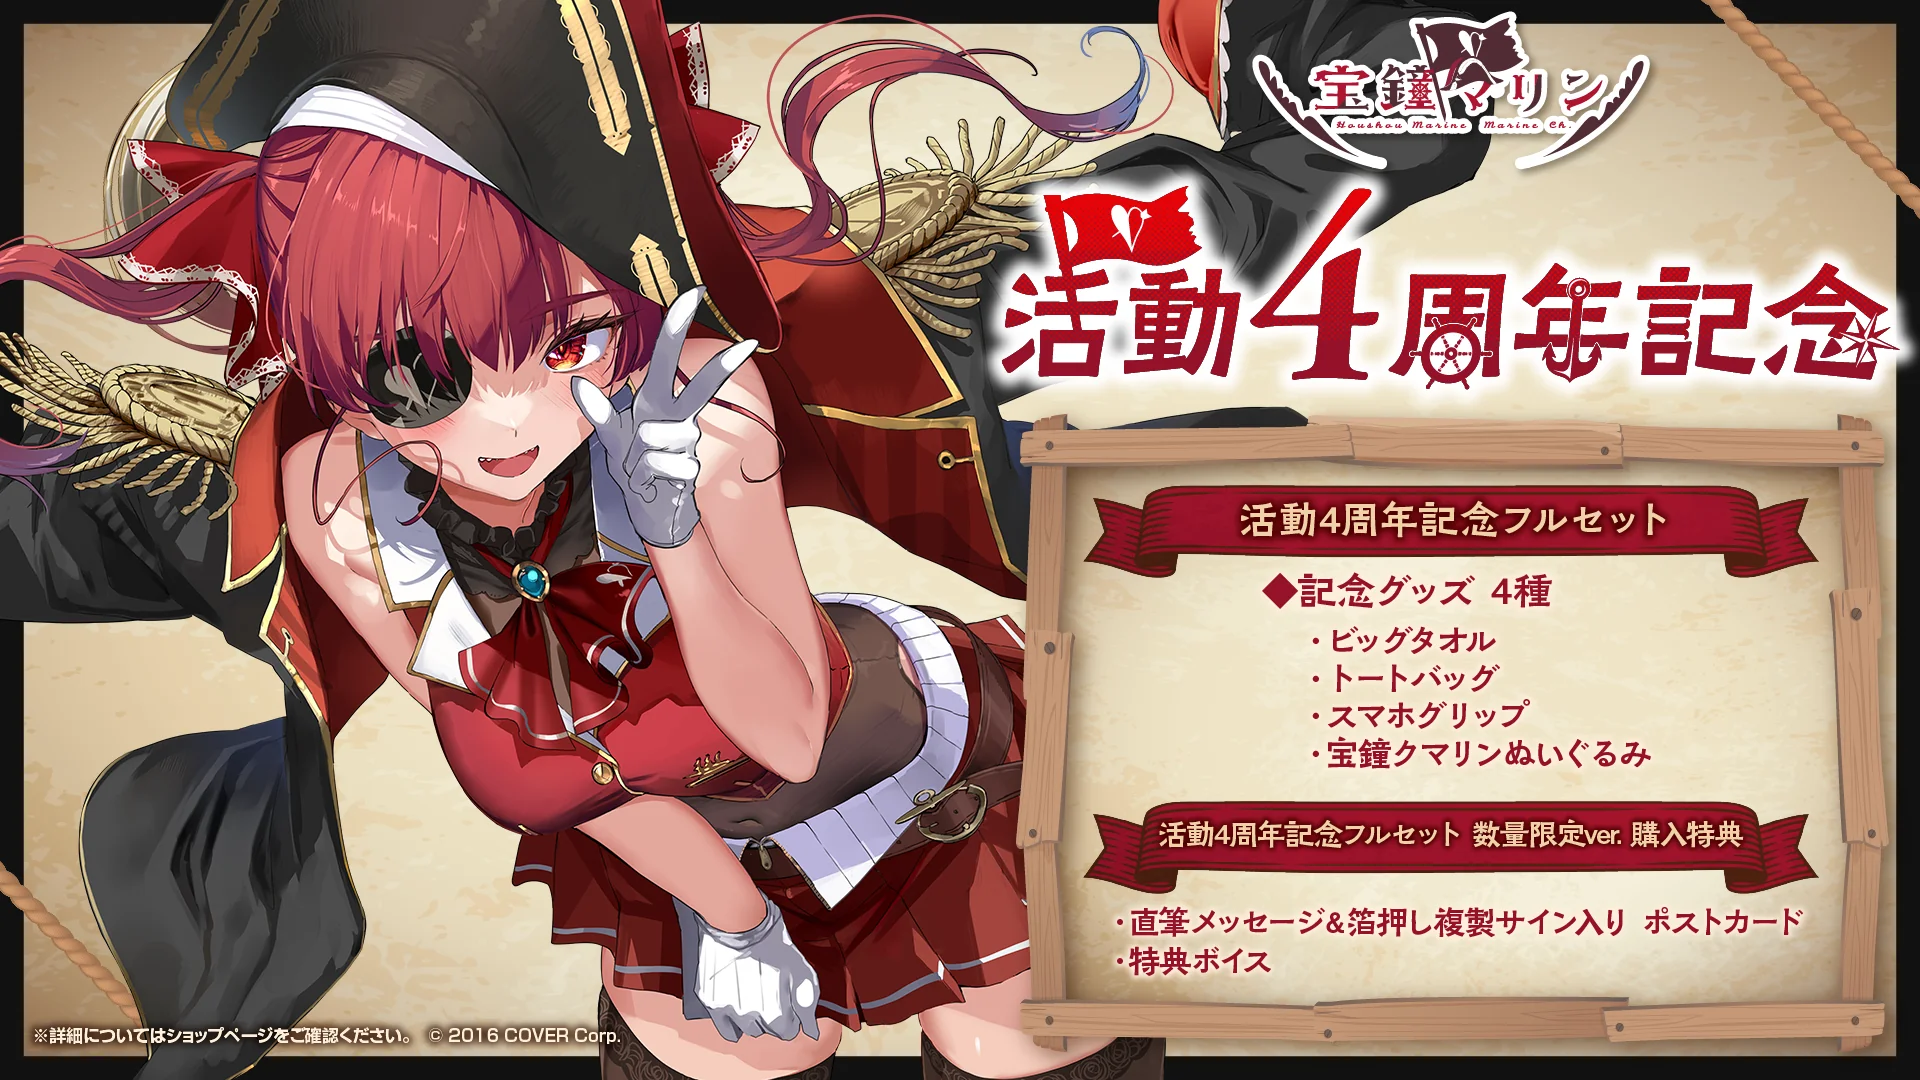 宝鐘マリン
Houshou Marine Marine Ch.
活動4周年記念
活動4周年記念フルセット
◆記念グッズ 4種
・ビッグタオル
・トートバッグ
・スマホグリップ
・宝鐘クマリンぬいぐるみ
活動4周年記念フルセット 数量限定ver. 購入特典
・直筆メッセージ&箔押し複製サイン入り ポストカード
・特典ボイス
※詳細についてはショップページをご確認ください。 © 2016 COVER Corp.